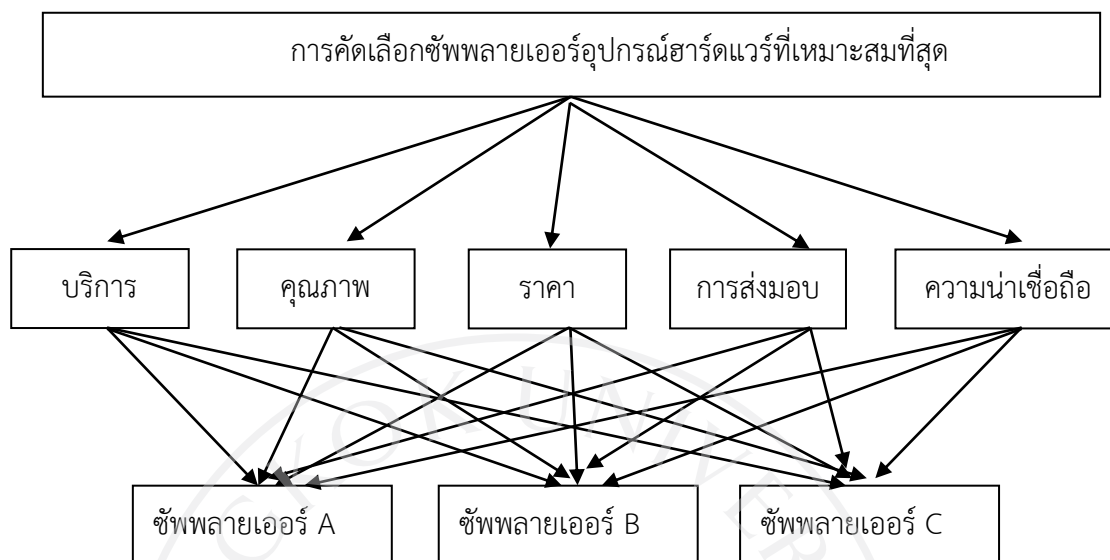 การคัดเลือกซัพพลายเออร์อุปกรณ์ฮาร์ดแวร์ที่เหมาะสมที่สุด
บริการ
คุณภาพ
ราคา
การส่งมอบ
ความน่าเชื่อถือ
GKOK UNIVER
ซัพพลายเออร์ A
ซัพพลายเออร์ B
ซัพพลายเออร์ C